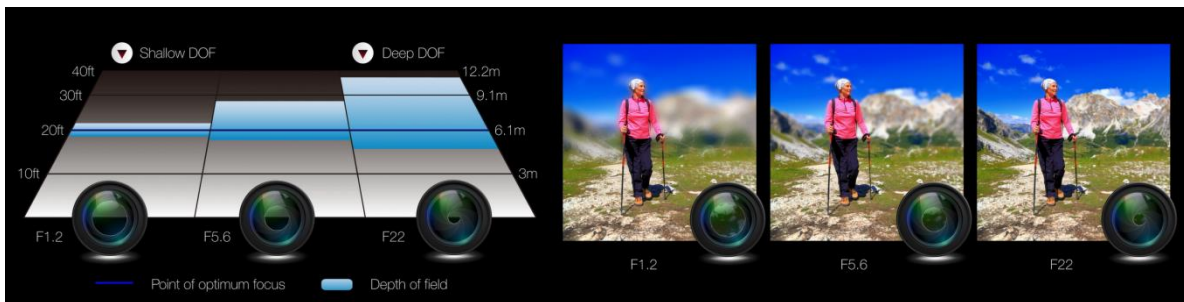 Shallow DOF
Deep DOF
40ft
12.2m
30ft
9.1m
20ft
6.1m
10ft
3m
F1.2
F5.6
F22
Point of optimum focus
Depth of field
F1.2
F5.6
F22